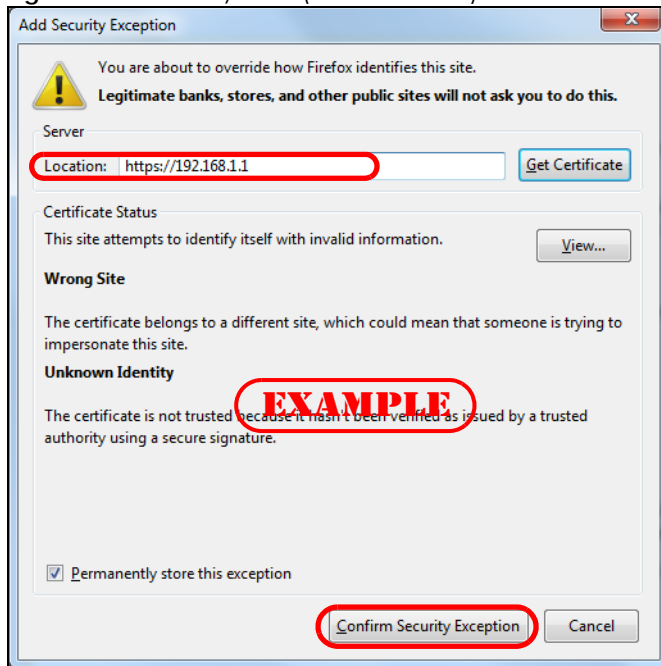 Add Security Exception
You are about to override how Firefox identifies this site.
Legitimate banks, stores, and other public sites will not ask you to do this.
Server
Location: https://192.168.1.1 Get Certificate
Certificate Status
This site attempts to identify itself with invalid information. View...
Wrong Site
The certificate belongs to a different site, which could mean that someone is trying to
impersonate this site.
Unknown Identity
EXAMPLE
The certificate is not trusted because it hasn't been verified as issued by a trusted
authority using a secure signature.
Permanently store this exception
Confirm Security Exception Cancel